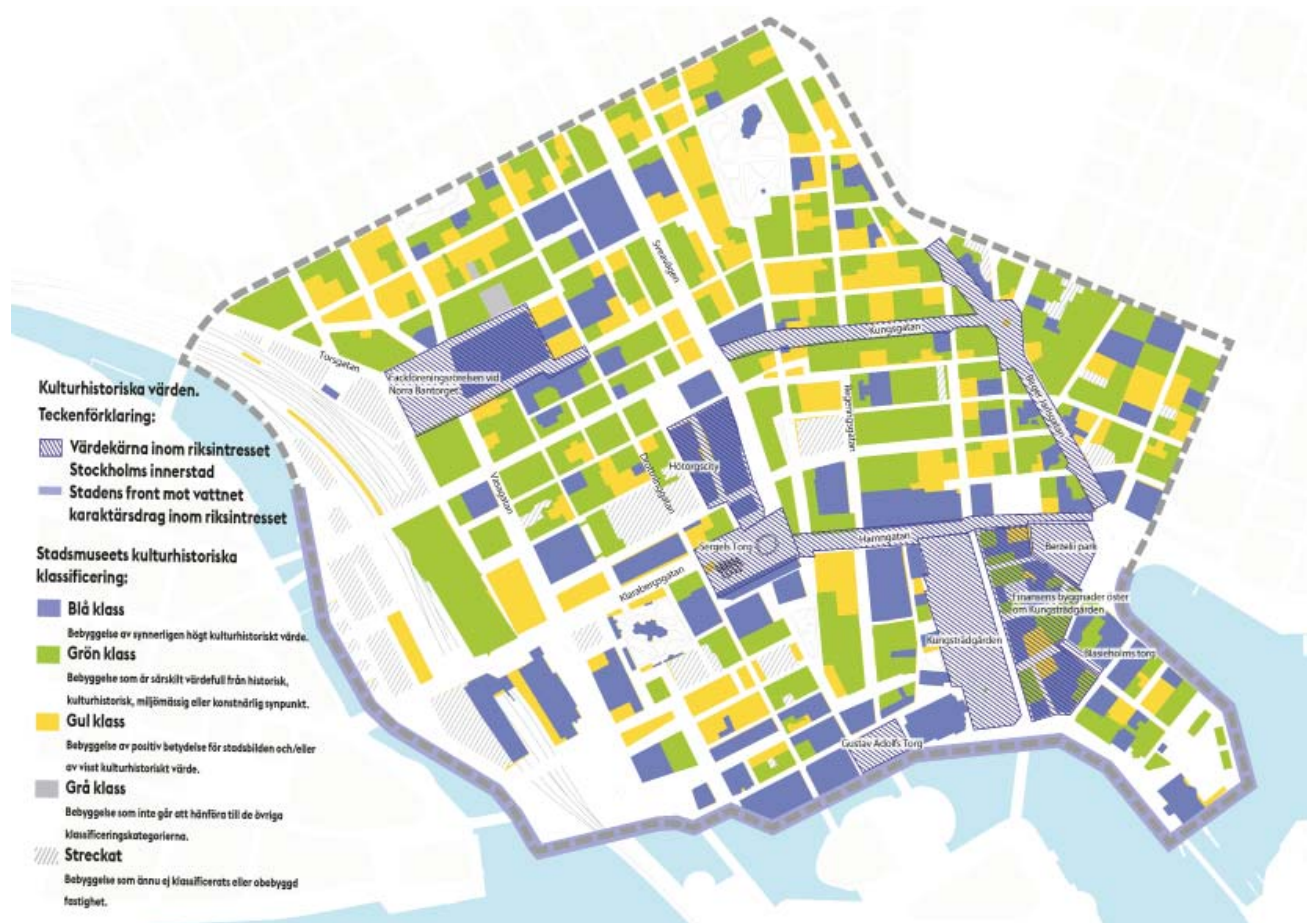 Sveavägen
Kungsgatan
Torsgatan
Fackföreningsrörelsen vid
Norra Bantorget
Birger Jarlsgatan
Regeringsgatan
Vasagatan
Drottninggatan
Hötorgscity
Sergels Torg
Hamngatan
Berzelii park
Klarabergsgatan
Finansens byggnader öster
om Kungsträdgården
Kungsträdgården
Blasieholms torg
Gustav Adolfs Torg
Kulturhistoriska värden.
Teckenförklaring:
Värdekärna inom riksintresset
Stockholms innerstad
Stadens front mot vattnet
karaktärsdrag inom riksintresset
Stadsmuseets kulturhistoriska
klassificering:
Blå klass
Bebyggelse av synnerligen högt kulturhistoriskt värde.
Grön klass
Bebyggelse som är särskilt värdefull från historisk,
kulturhistorisk, miljömässig eller konstnärlig synpunkt.
Gul klass
Bebyggelse av positiv betydelse för stadsbilden och/eller
av visst kulturhistoriskt värde.
Grå klass
Bebyggelse som inte går att hänföra till de övriga
klassificeringskategorierna.
Streckat
Bebyggelse som ännu ej klassificerats eller obebyggd
fastighet.